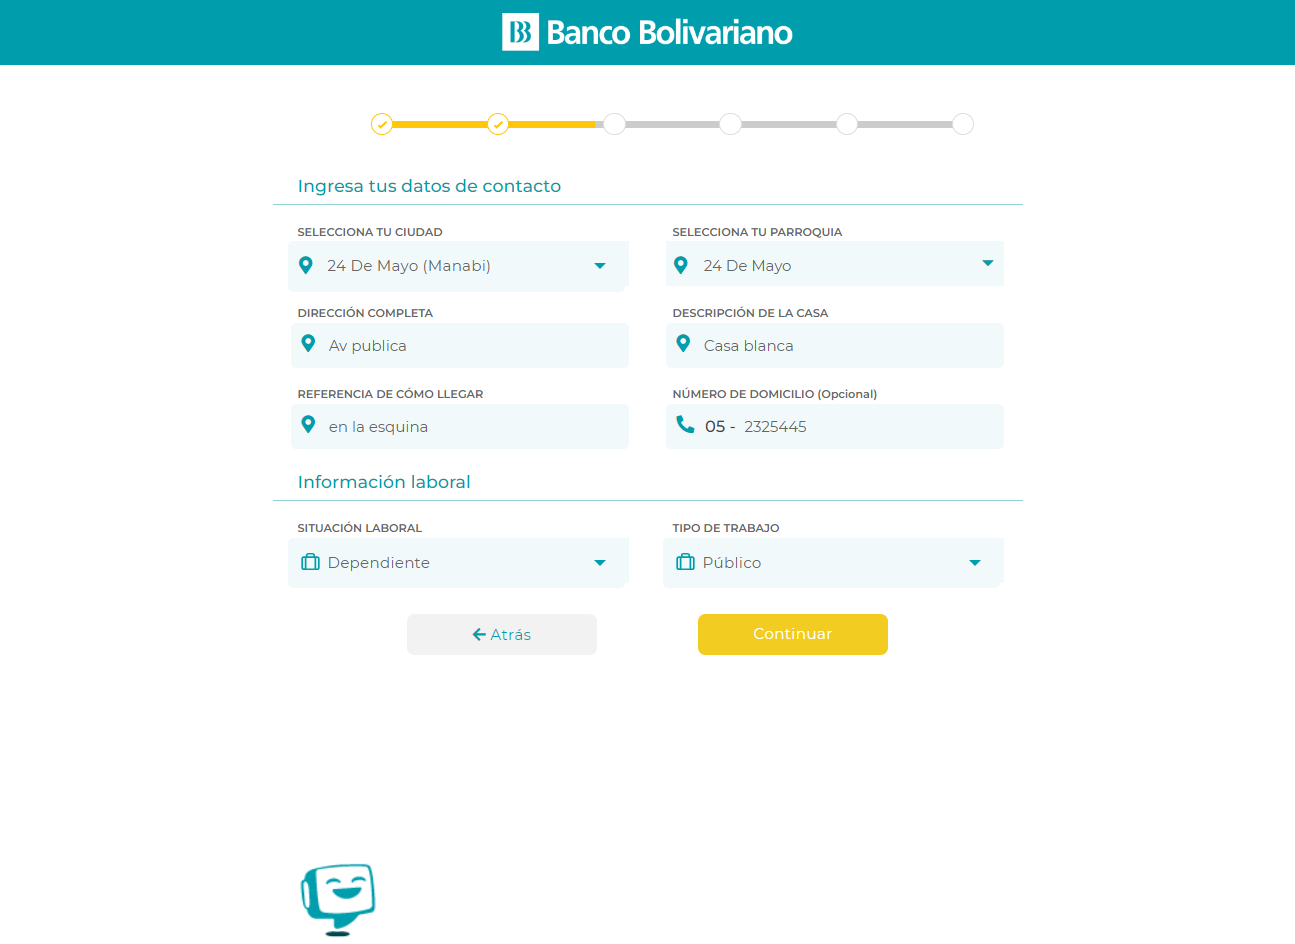 BB Banco Bolivariano
Ingresa tus datos de contacto
SELECCIONA TU CIUDAD
24 De Mayo (Manabi)
SELECCIONA TU PARROQUIA
24 De Mayo
DIRECCIÓN COMPLETA
Av publica
DESCRIPCIÓN DE LA CASA
Casa blanca
REFERENCIA DE CÓMO LLEGAR
en la esquina
NÚMERO DE DOMICILIO (Opcional)
05 - 2325445
Información laboral
SITUACIÓN LABORAL
Dependiente
TIPO DE TRABAJO
Público
Atrás
Continuar